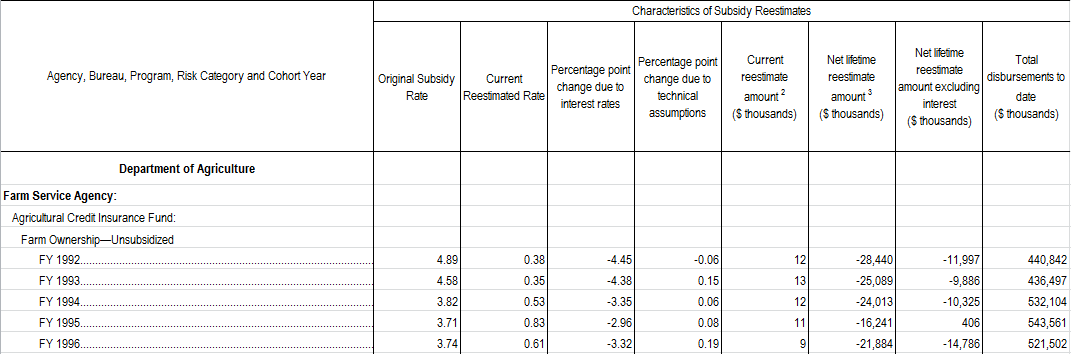 Characteristics of Subsidy Reestimates
Agency, Bureau, Program, Risk Category and Cohort Year
Original Subsidy
Rate
Current
Reestimated Rate
Percentage point
change due to
interest rates
Percentage point
change due to
technical
assumptions
Current
reestimate
amount 2
($ thousands)
Net lifetime
reestimate
amount 3
($ thousands)
Net lifetime
reestimate
amount excluding
interest
($ thousands)
Total
disbursements to
date
($ thousands)
Department of Agriculture
Farm Service Agency:
Agricultural Credit Insurance Fund:
Farm Ownership—Unsubsidized
FY 1992 4.89 0.38 -4.45 -0.06 12 -28,440 -11,997 440,842
FY 1993 4.58 0.35 -4.38 0.15 13 -25,089 -9,886 436,497
FY 1994 3.82 0.53 -3.35 0.06 12 -24,013 -10,325 532,104
FY 1995 3.71 0.83 -2.96 0.08 11 -16,241 406 543,561
FY 1996 3.74 0.61 -3.32 0.19 9 -21,884 -14,786 521,502